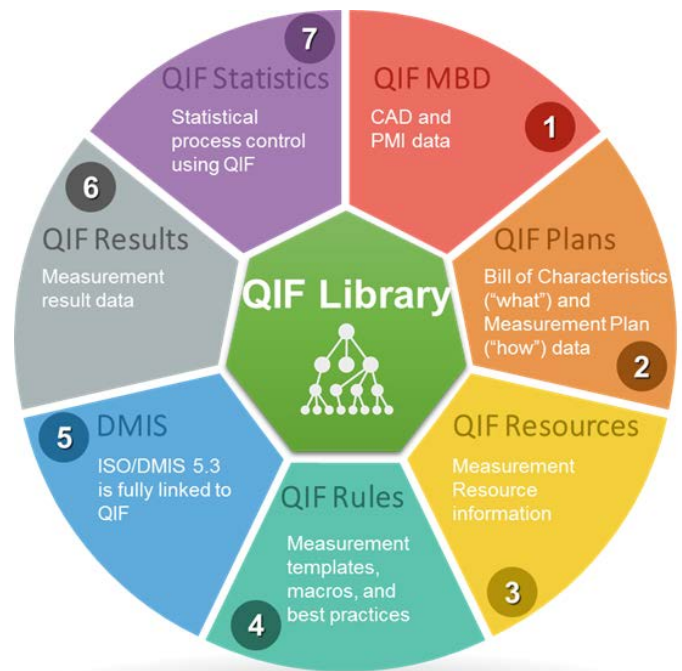 7
QIF Statistics
Statistical
process control
using QIF
QIF MBD
CAD and
PMI data
1
6
QIF Results
Measurement
result data
QIF Plans
Bill of Characteristics
(“what”) and
Measurement Plan
(“how”) data
2
QIF Library
5
DMIS
ISO/DMIS 5.3
is fully linked to
QIF
QIF Resources
Measurement
Resource
information
3
QIF Rules
Measurement
templates,
macros, and
best practices
4